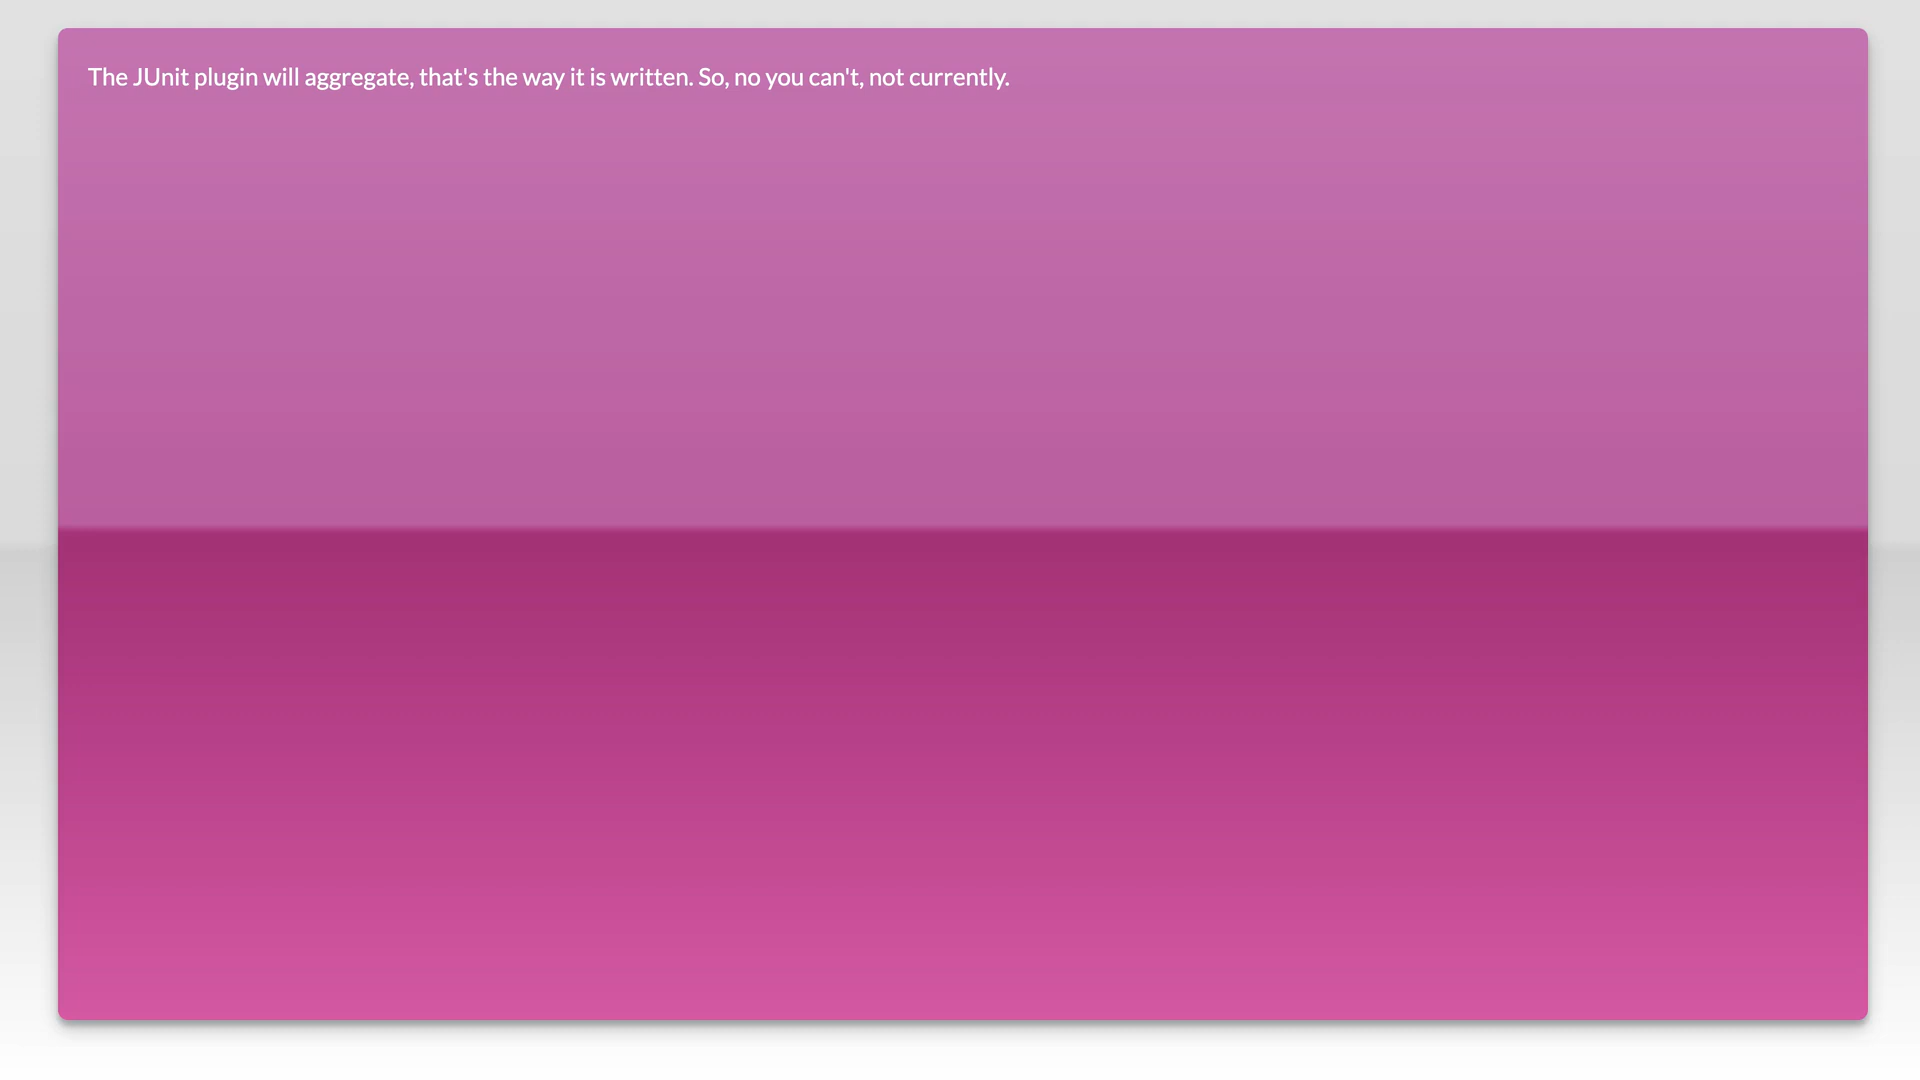 The JUnit plugin will aggregate, that's the way it is written. So, no you can't, not currently.